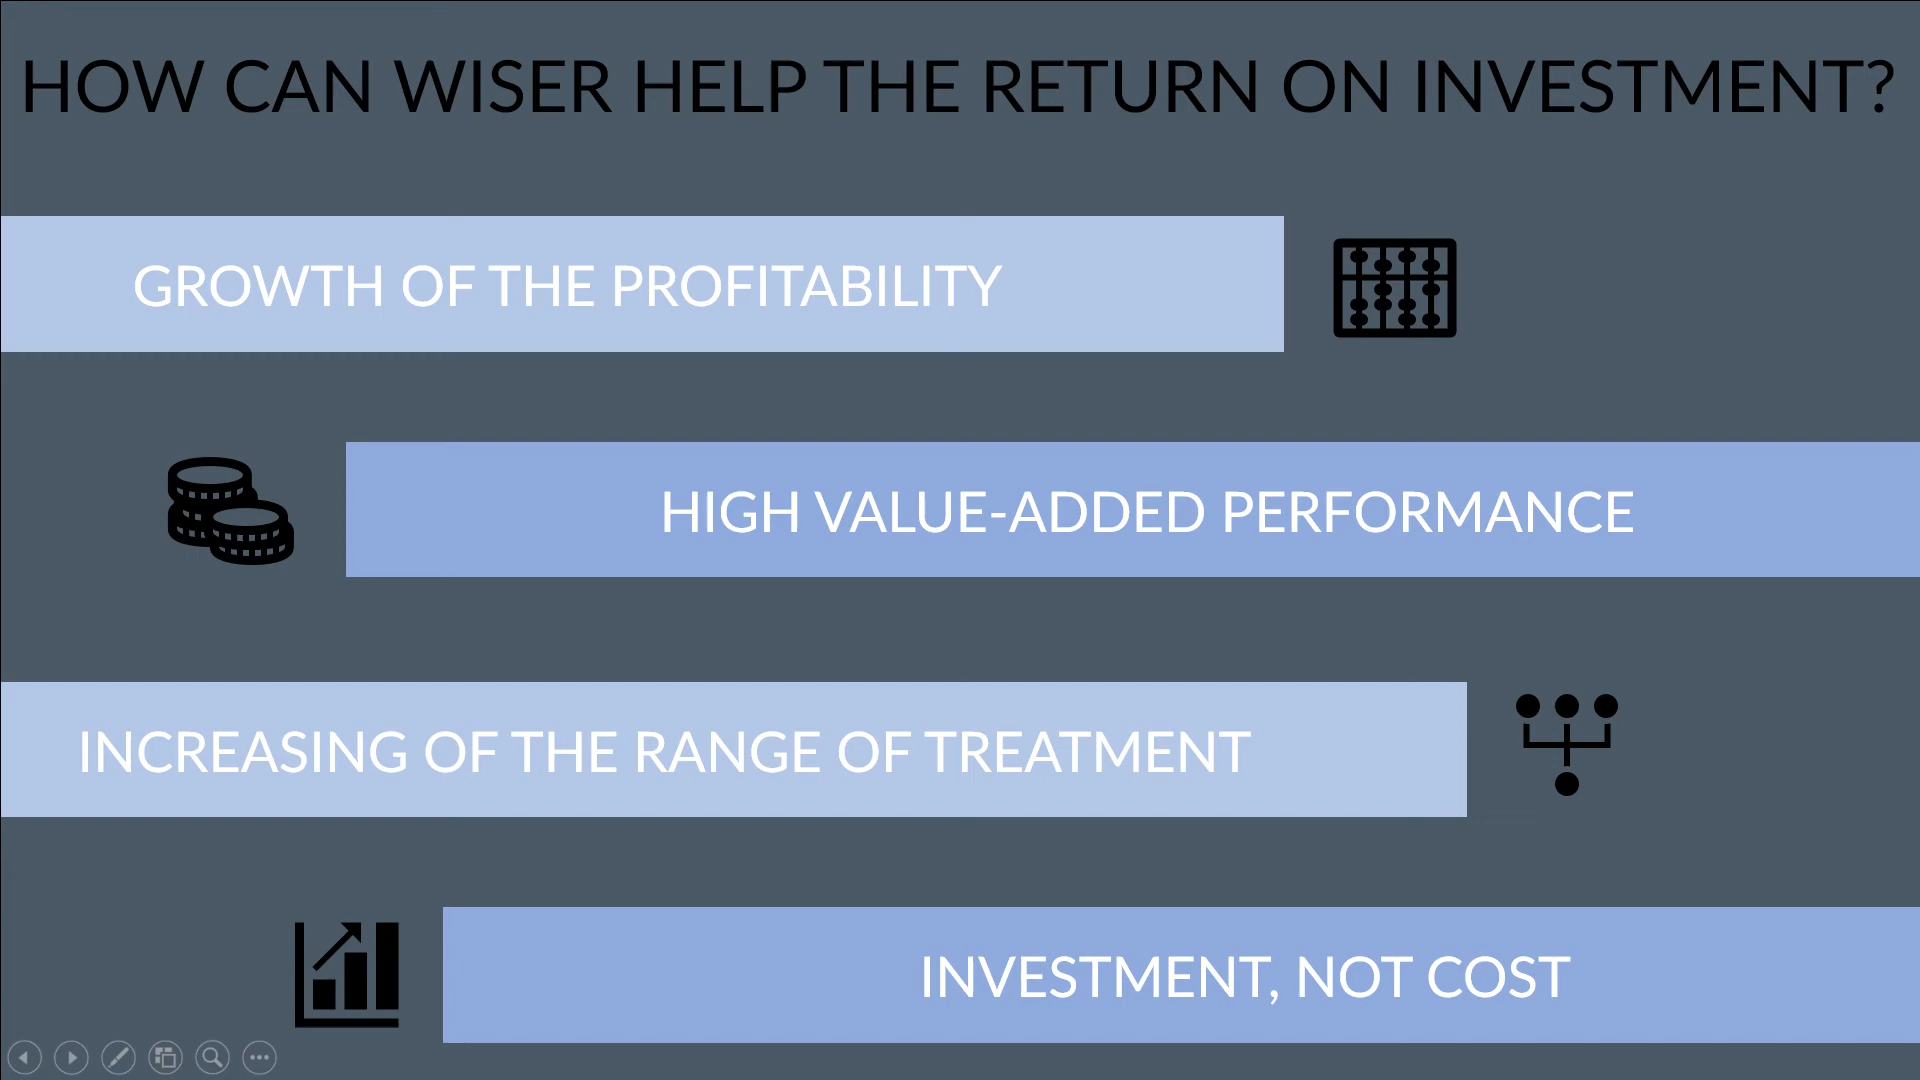 HOW CAN WISER HELP THE RETURN ON INVESTMENT?
GROWTH OF THE PROFITABILITY
HIGH VALUE-ADDED PERFORMANCE
INCREASING OF THE RANGE OF TREATMENT
INVESTMENT, NOT COST